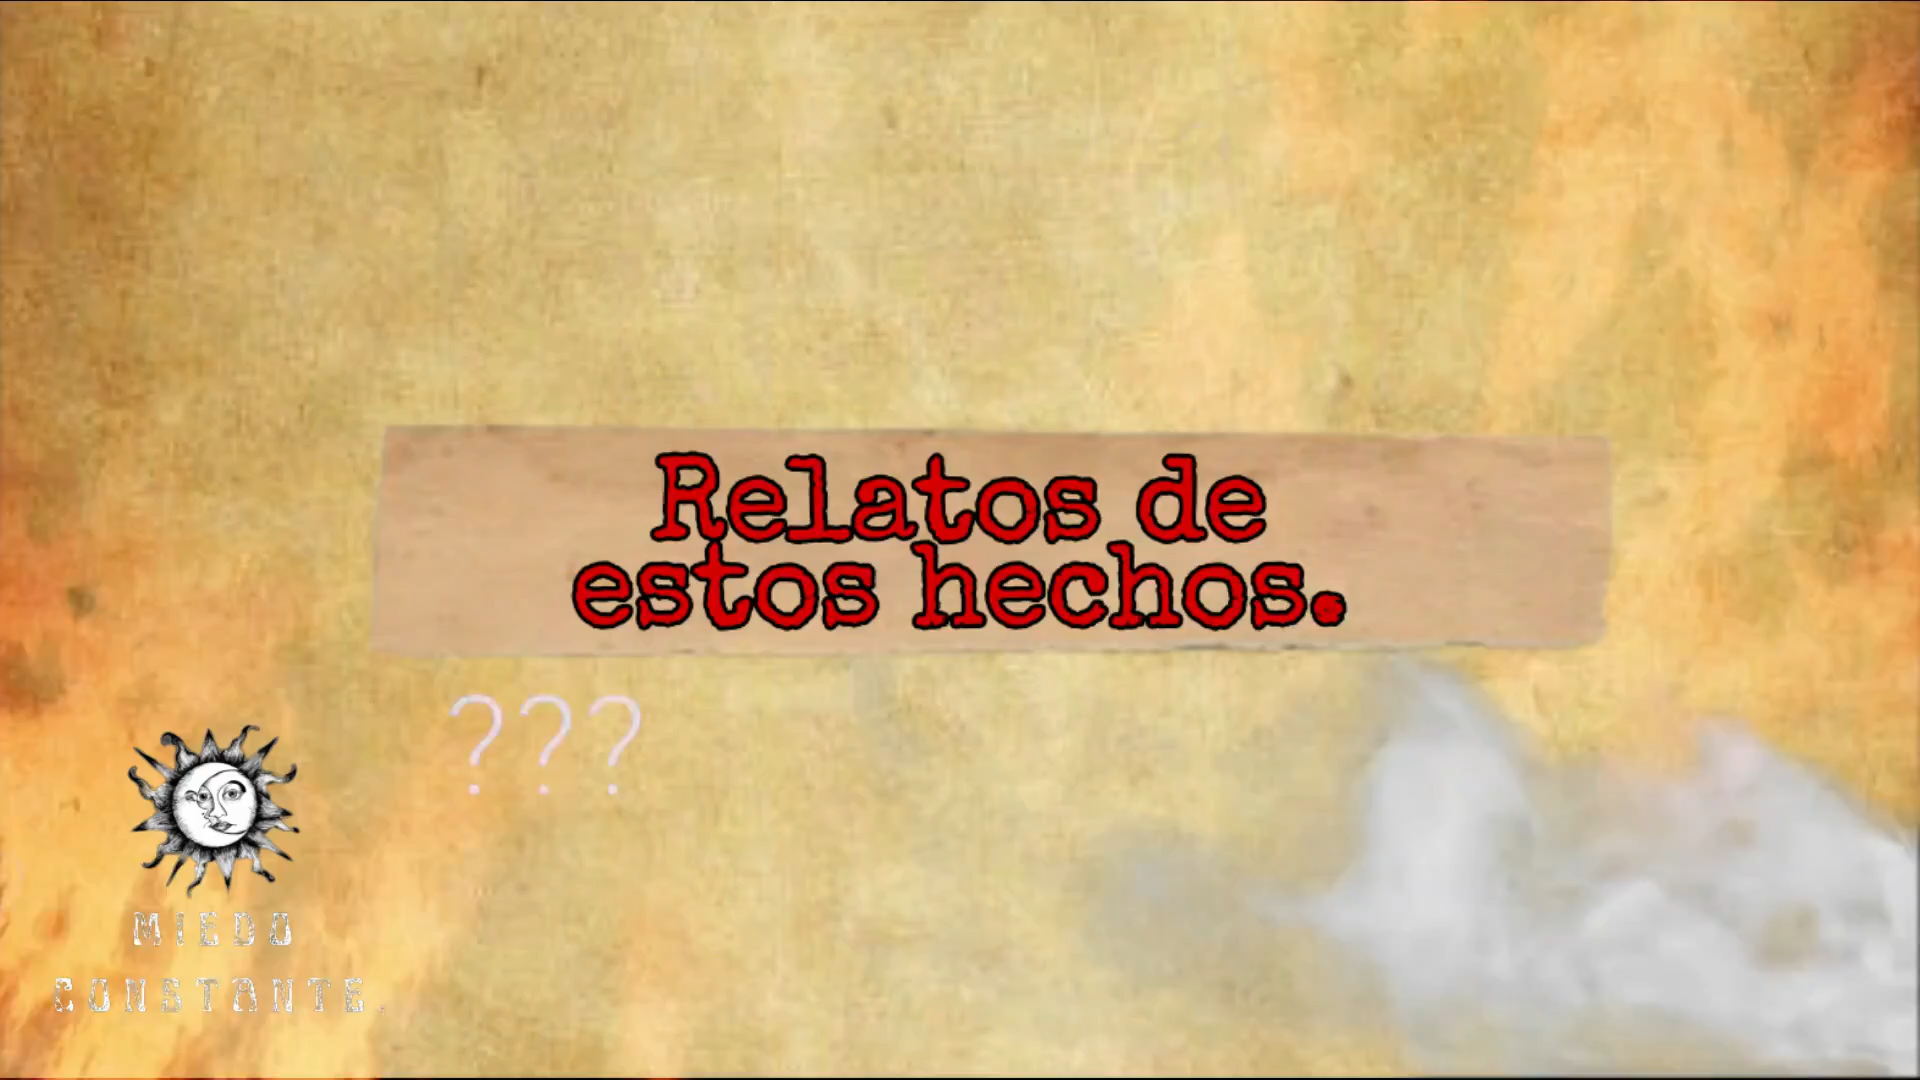 Relatos de
estos hechos.
???
MIEDO
CONSTANTE.